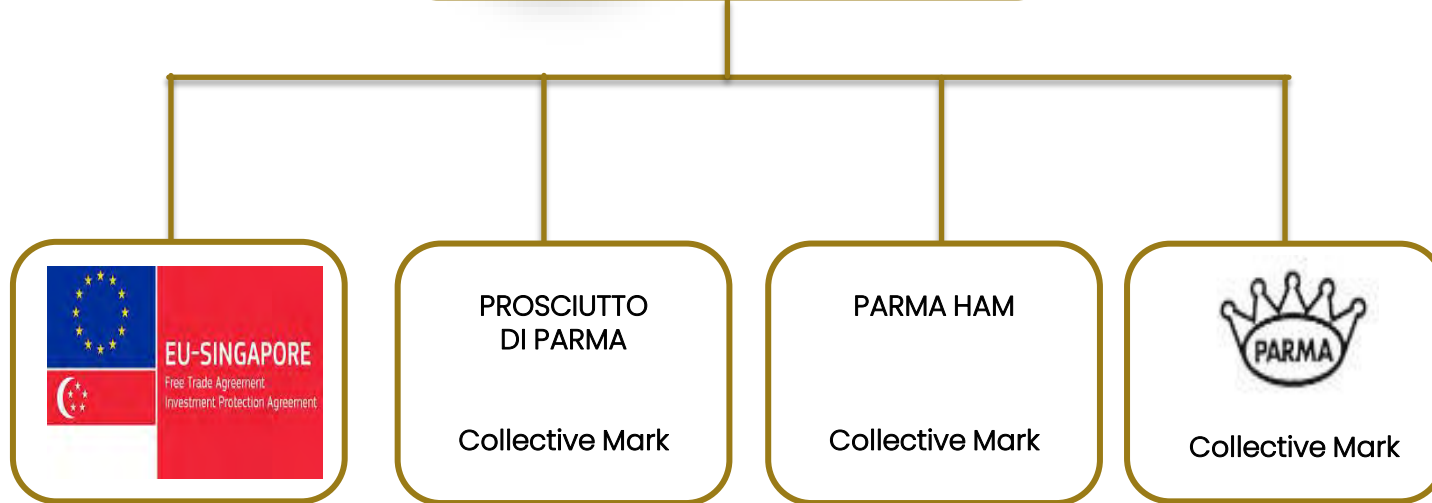 EU-SINGAPORE
Free Trade Agreement
Investment Protection Agreement
PROSCIUTTO
DI PARMA
Collective Mark
PARMA HAM
Collective Mark
PARMA
Collective Mark